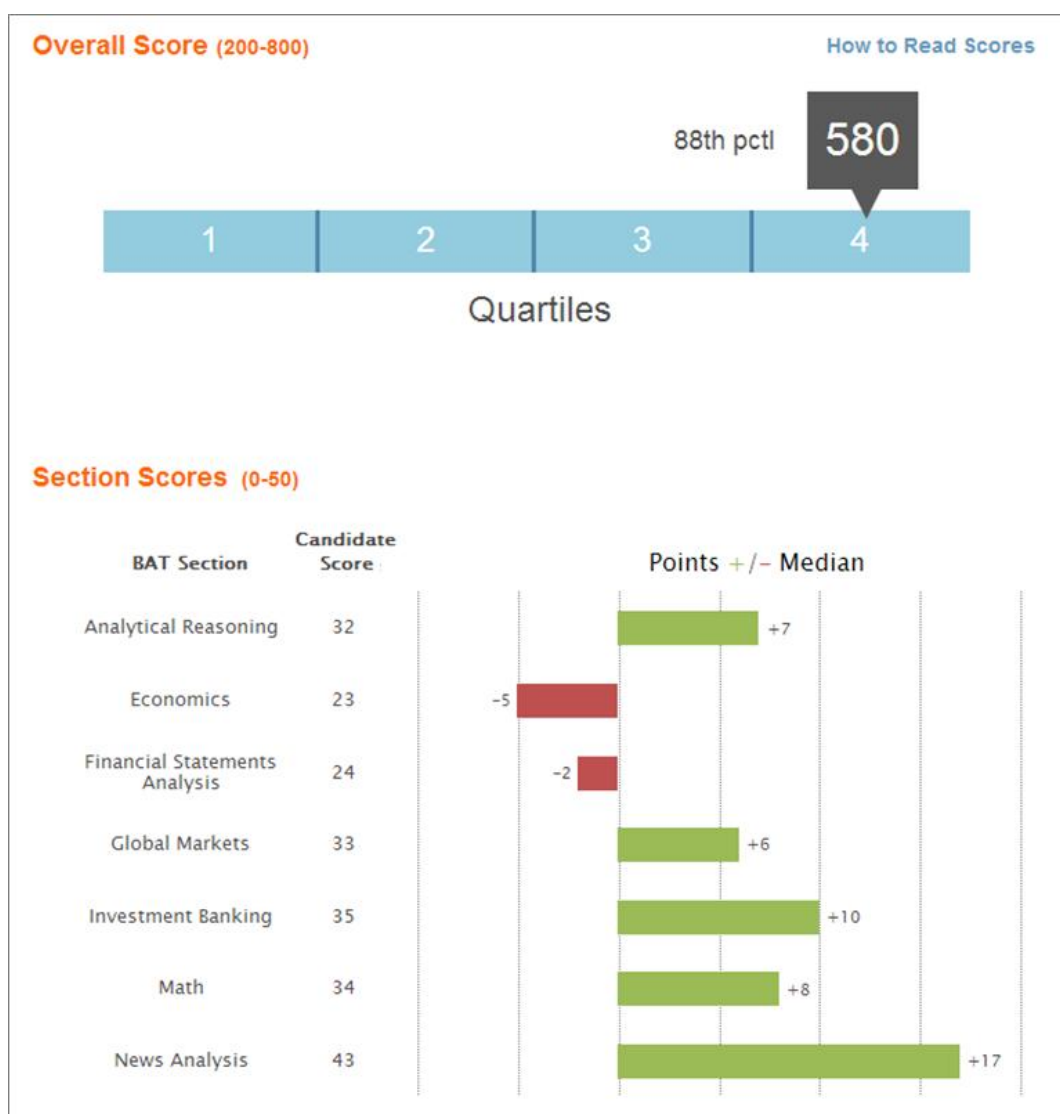 Overall Score (200-800)
How to Read Scores
88th pctl
580
1 2 3 4
Quartiles
Section Scores (0-50)
BAT Section
Candidate
Score
Points +/- Median
Analytical Reasoning 32 +7
Economics 23 -5
Financial Statements
Analysis
24 -2
Global Markets 33 +6
Investment Banking 35 +10
Math 34 +8
News Analysis 43 +17